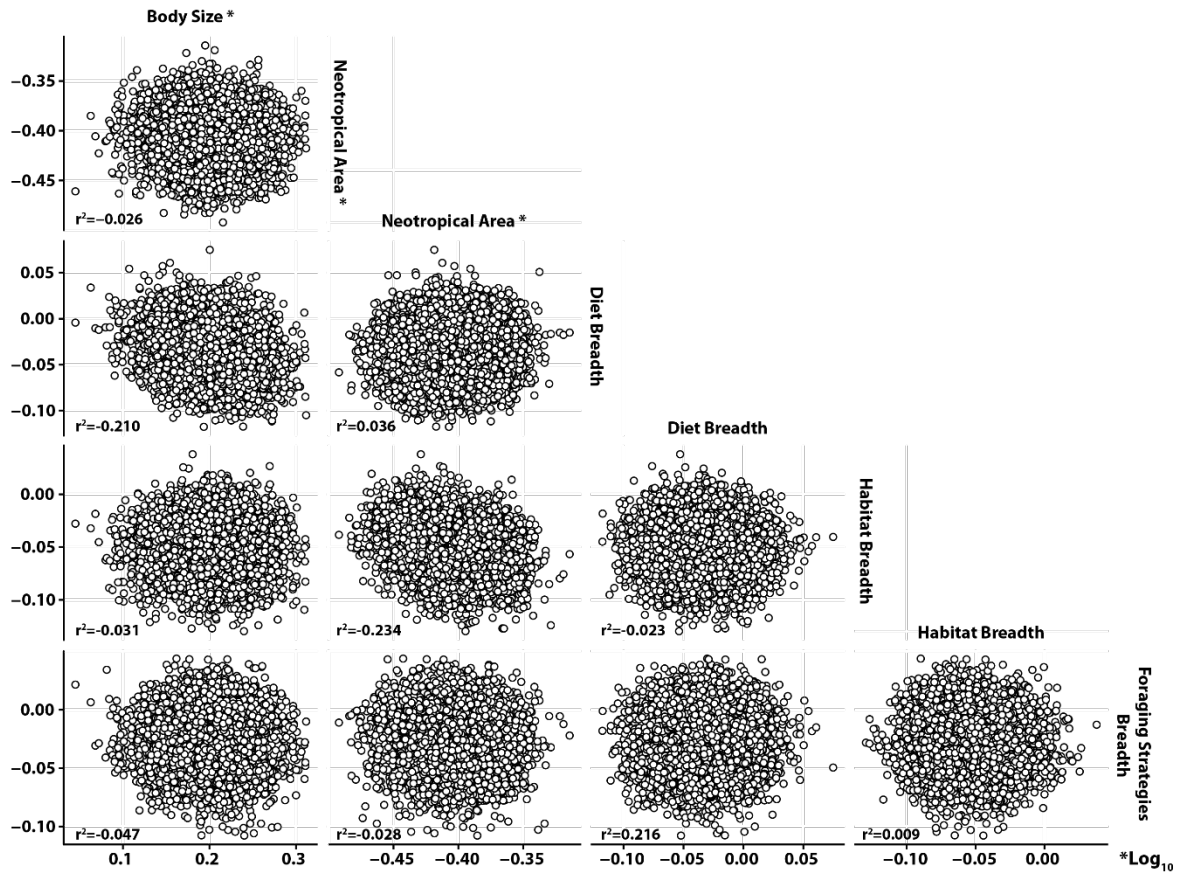 Body Size *
−0.35
−0.40
−0.45
r²=−0.026
Neotropical Area *
Neotropical Area *
0.05
0.00
−0.05
−0.10
r²=-0.210
r²=0.036
Diet Breadth
Diet Breadth
0.00
−0.05
−0.10
r²=-0.031
r²=-0.234
r²=-0.023
Habitat Breadth
Habitat Breadth
0.00
−0.05
−0.10
r²=-0.047
r²=-0.028
r²=0.216
r²=0.009
Foraging Strategies
Breadth
0.1 0.2 0.3 −0.45 −0.40 −0.35 −0.10 −0.05 0.00 0.05 −0.10 −0.05 0.00 *Log₁₀